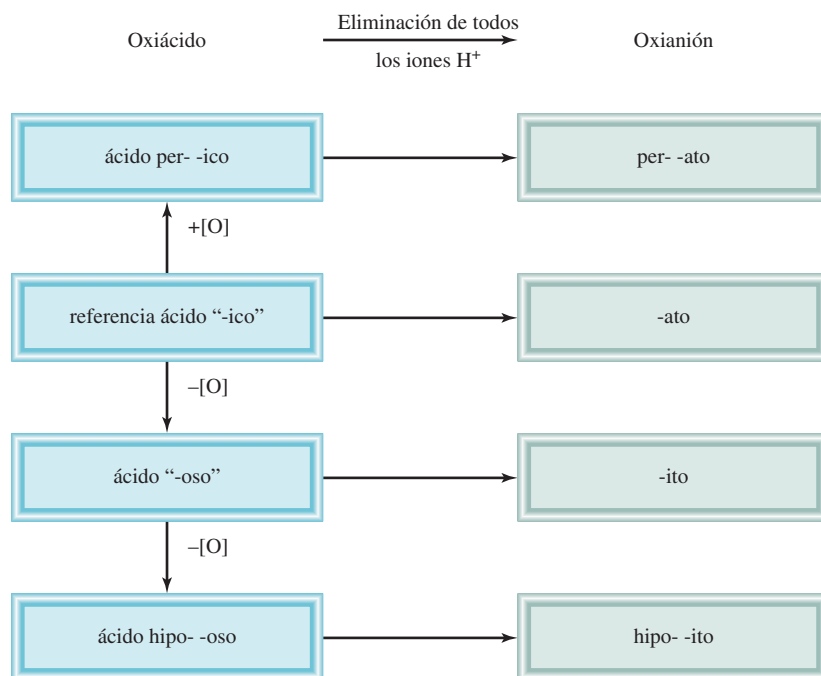 Oxiácido
Eliminación de todos
los iones H⁺
Oxianión
ácido per- -ico
per- -ato
+[O]
referencia ácido “-ico”
-ato
–[O]
ácido “-oso”
-ito
–[O]
ácido hipo- -oso
hipo- -ito